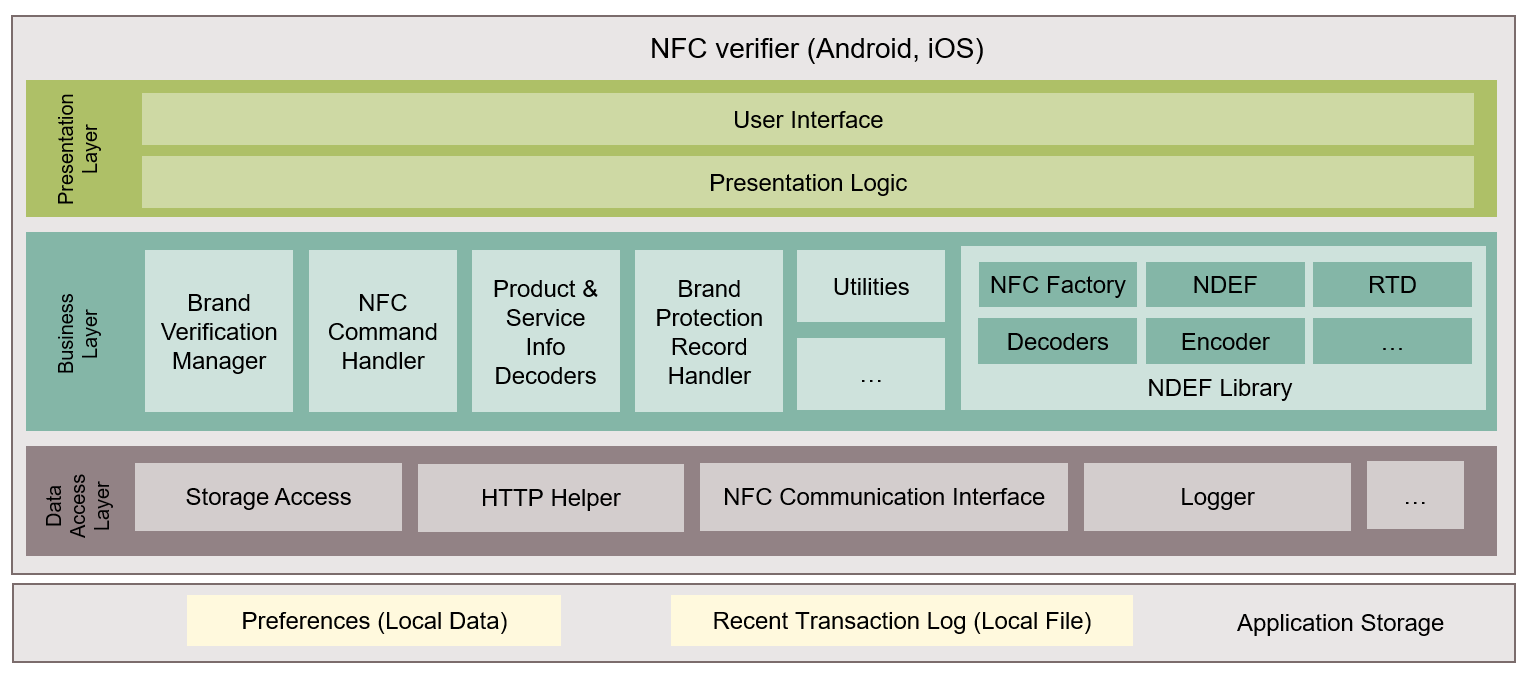 NFC verifier (Android, iOS)
Presentation
Layer
User Interface
Presentation Logic
Business
Layer
Brand
Verification
Manager
NFC
Command
Handler
Product &
Service
Info
Decoders
Brand
Protection
Record
Handler
Utilities
...
NFC Factory
NDEF
RTD
Decoders
Encoder
...
NDEF Library
Data
Access
Layer
Storage Access
HTTP Helper
NFC Communication Interface
Logger
...
Preferences (Local Data)
Recent Transaction Log (Local File)
Application Storage